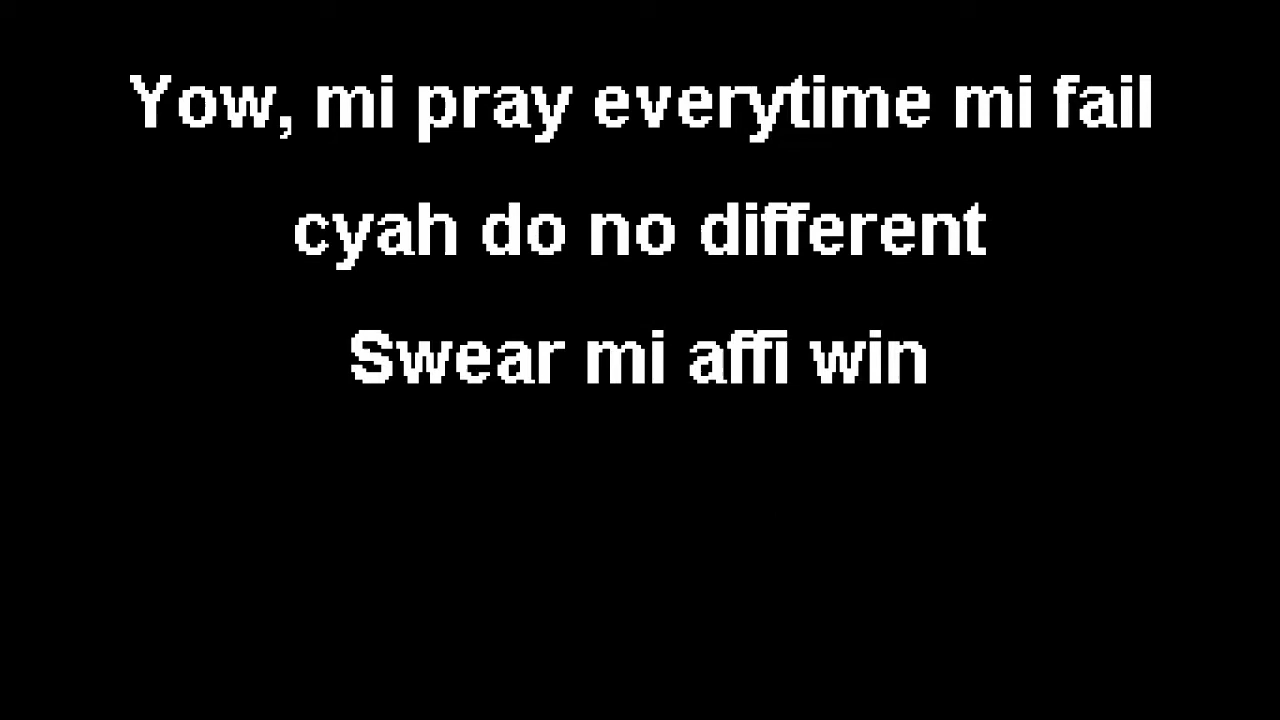 Yow, mi pray everytime mi fail
cyah do no different
Swear mi affi win